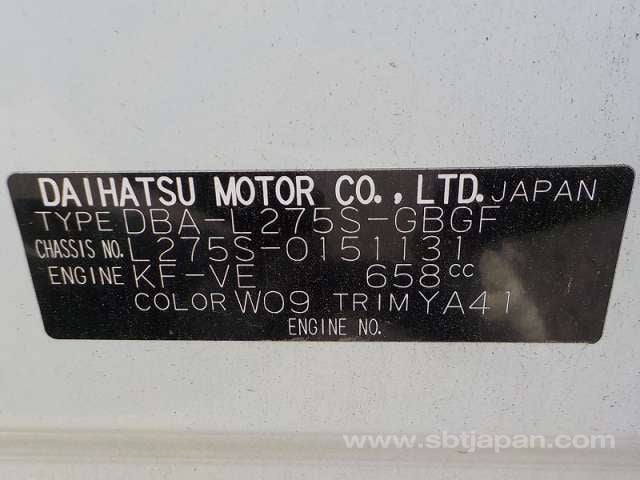 DAIHATSU MOTOR CO., LTD. JAPAN
TYPE DBA-L275S-GBGF
CHASSIS NO. L275S-0151131
ENGINE KF-VE 658cc
COLOR W09 TRIM YA41
ENGINE NO.
www.sbtjapan.com